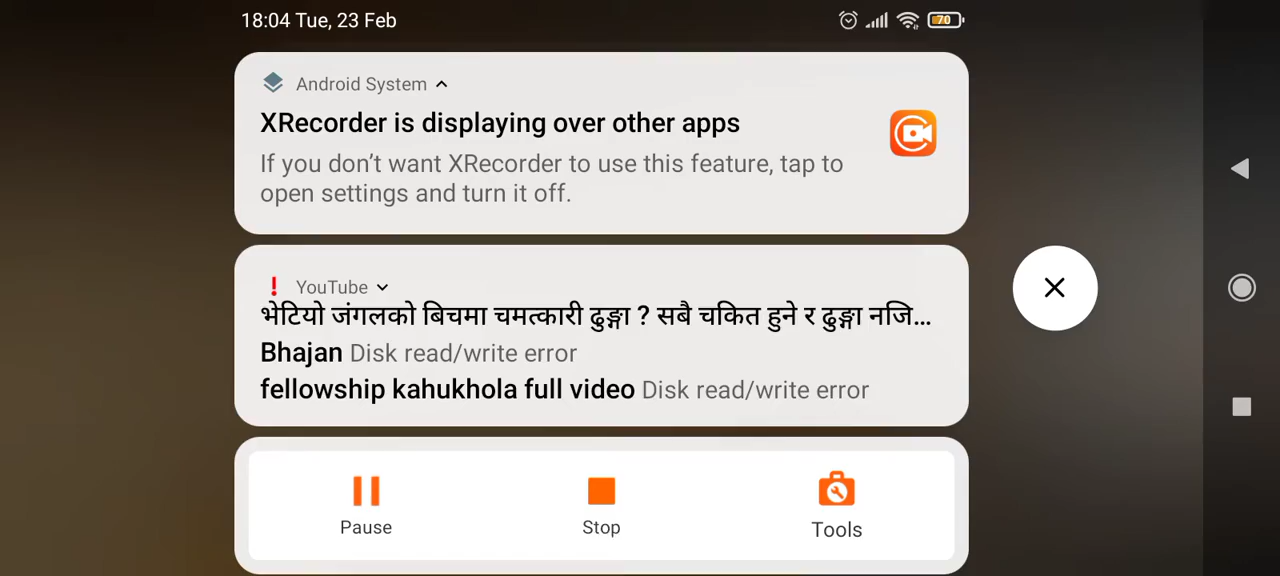 18:04 Tue, 23 Feb
70
Android System
XRecorder is displaying over other apps
If you don’t want XRecorder to use this feature, tap to
open settings and turn it off.
YouTube
भेटियो जंगलको बिचमा चमत्कारी ढुङ्गा ? सबै चकित हुने र ढुङ्गा नजि...
Bhajan Disk read/write error
fellowship kahukhola full video Disk read/write error
Pause Stop Tools